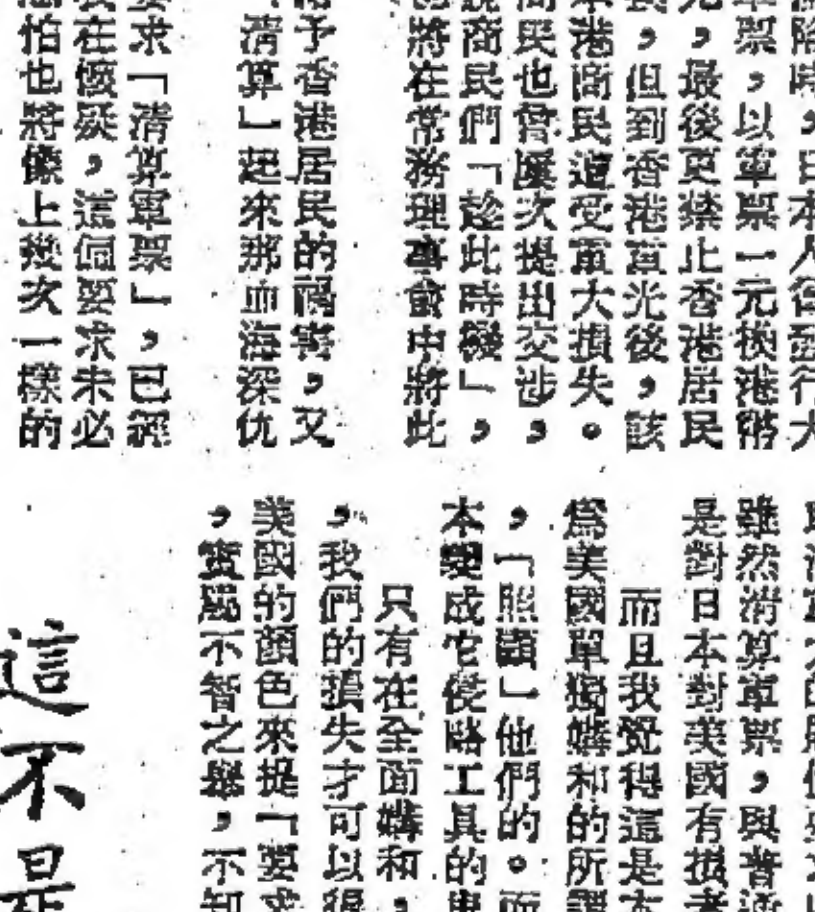 陷時，日本人在發行大
軍票，以軍票一元換港幣
元，最後更禁止香港居民
，但到香港重光後，該
本港商民遭受重大損失。
商民也曾屢次提出交涉，
說商民們「趁此時機」，
將在常務理事會中將此
予香港居民的禍害，又
「清算」起來那血海深仇
要求「清算軍票」，已經
在懷疑，這個要求未必
怕也將像上幾次一樣的
雖然清算軍票，與普通
是對日本對美國有損者
而且我覺得這是本
爲美國單獨媾和的所謂
，「照顧」他們的。而
本變成它侵略工具的
只有在全面媾和，
，我們的損失才可以得
美國的顏色來提「要求
，實屬不智之舉，不知
這不是